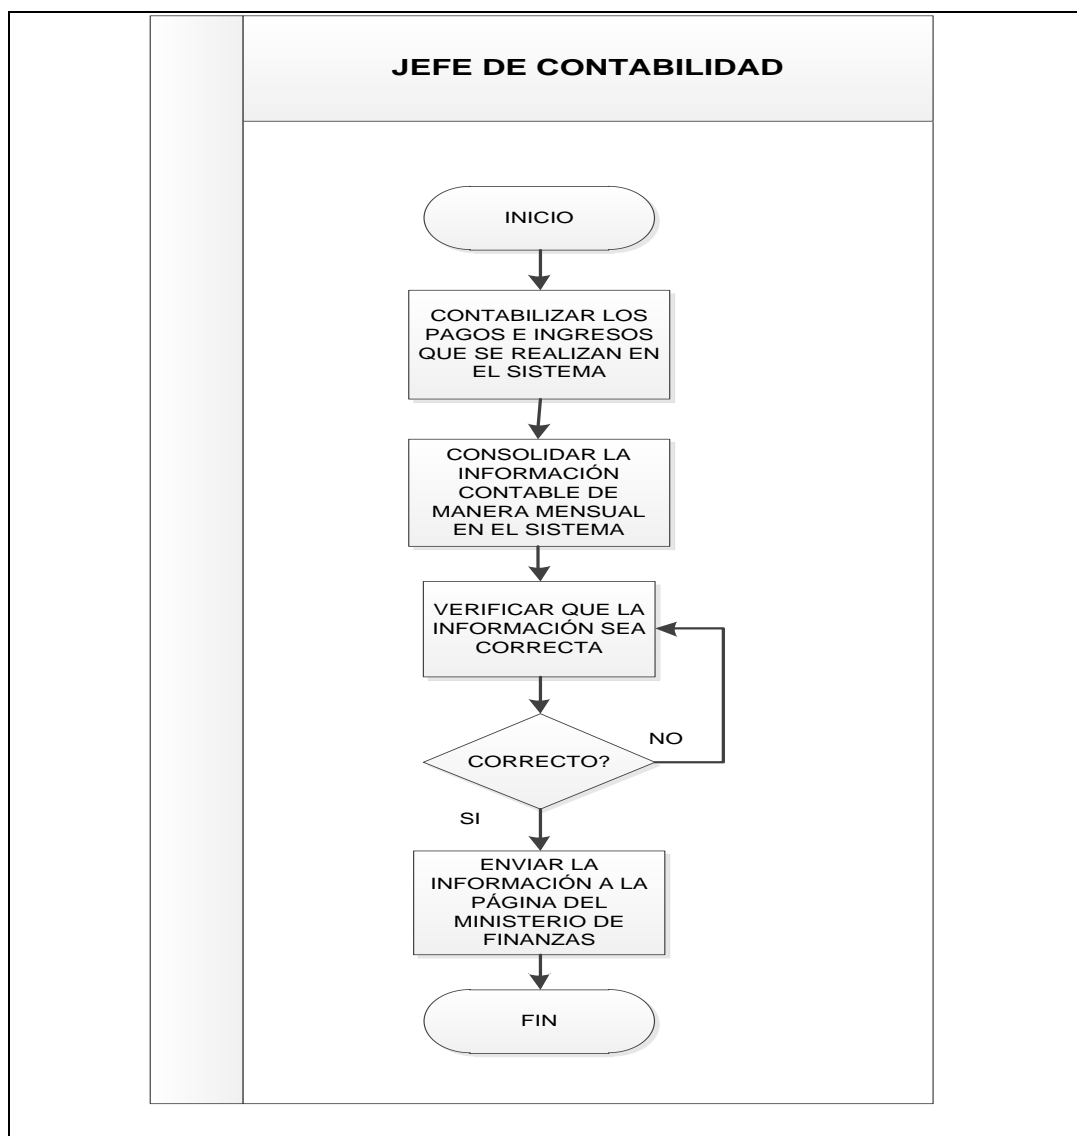 JEFE DE CONTABILIDAD
INICIO
CONTABILIZAR LOS
PAGOS E INGRESOS
QUE SE REALIZAN EN
EL SISTEMA
CONSOLIDAR LA
INFORMACIÓN
CONTABLE DE
MANERA MENSUAL
EN EL SISTEMA
VERIFICAR QUE LA
INFORMACIÓN SEA
CORRECTA
NO
CORRECTO?
SI
ENVIAR LA
INFORMACIÓN A LA
PÁGINA DEL
MINISTERIO DE
FINANZAS
FIN